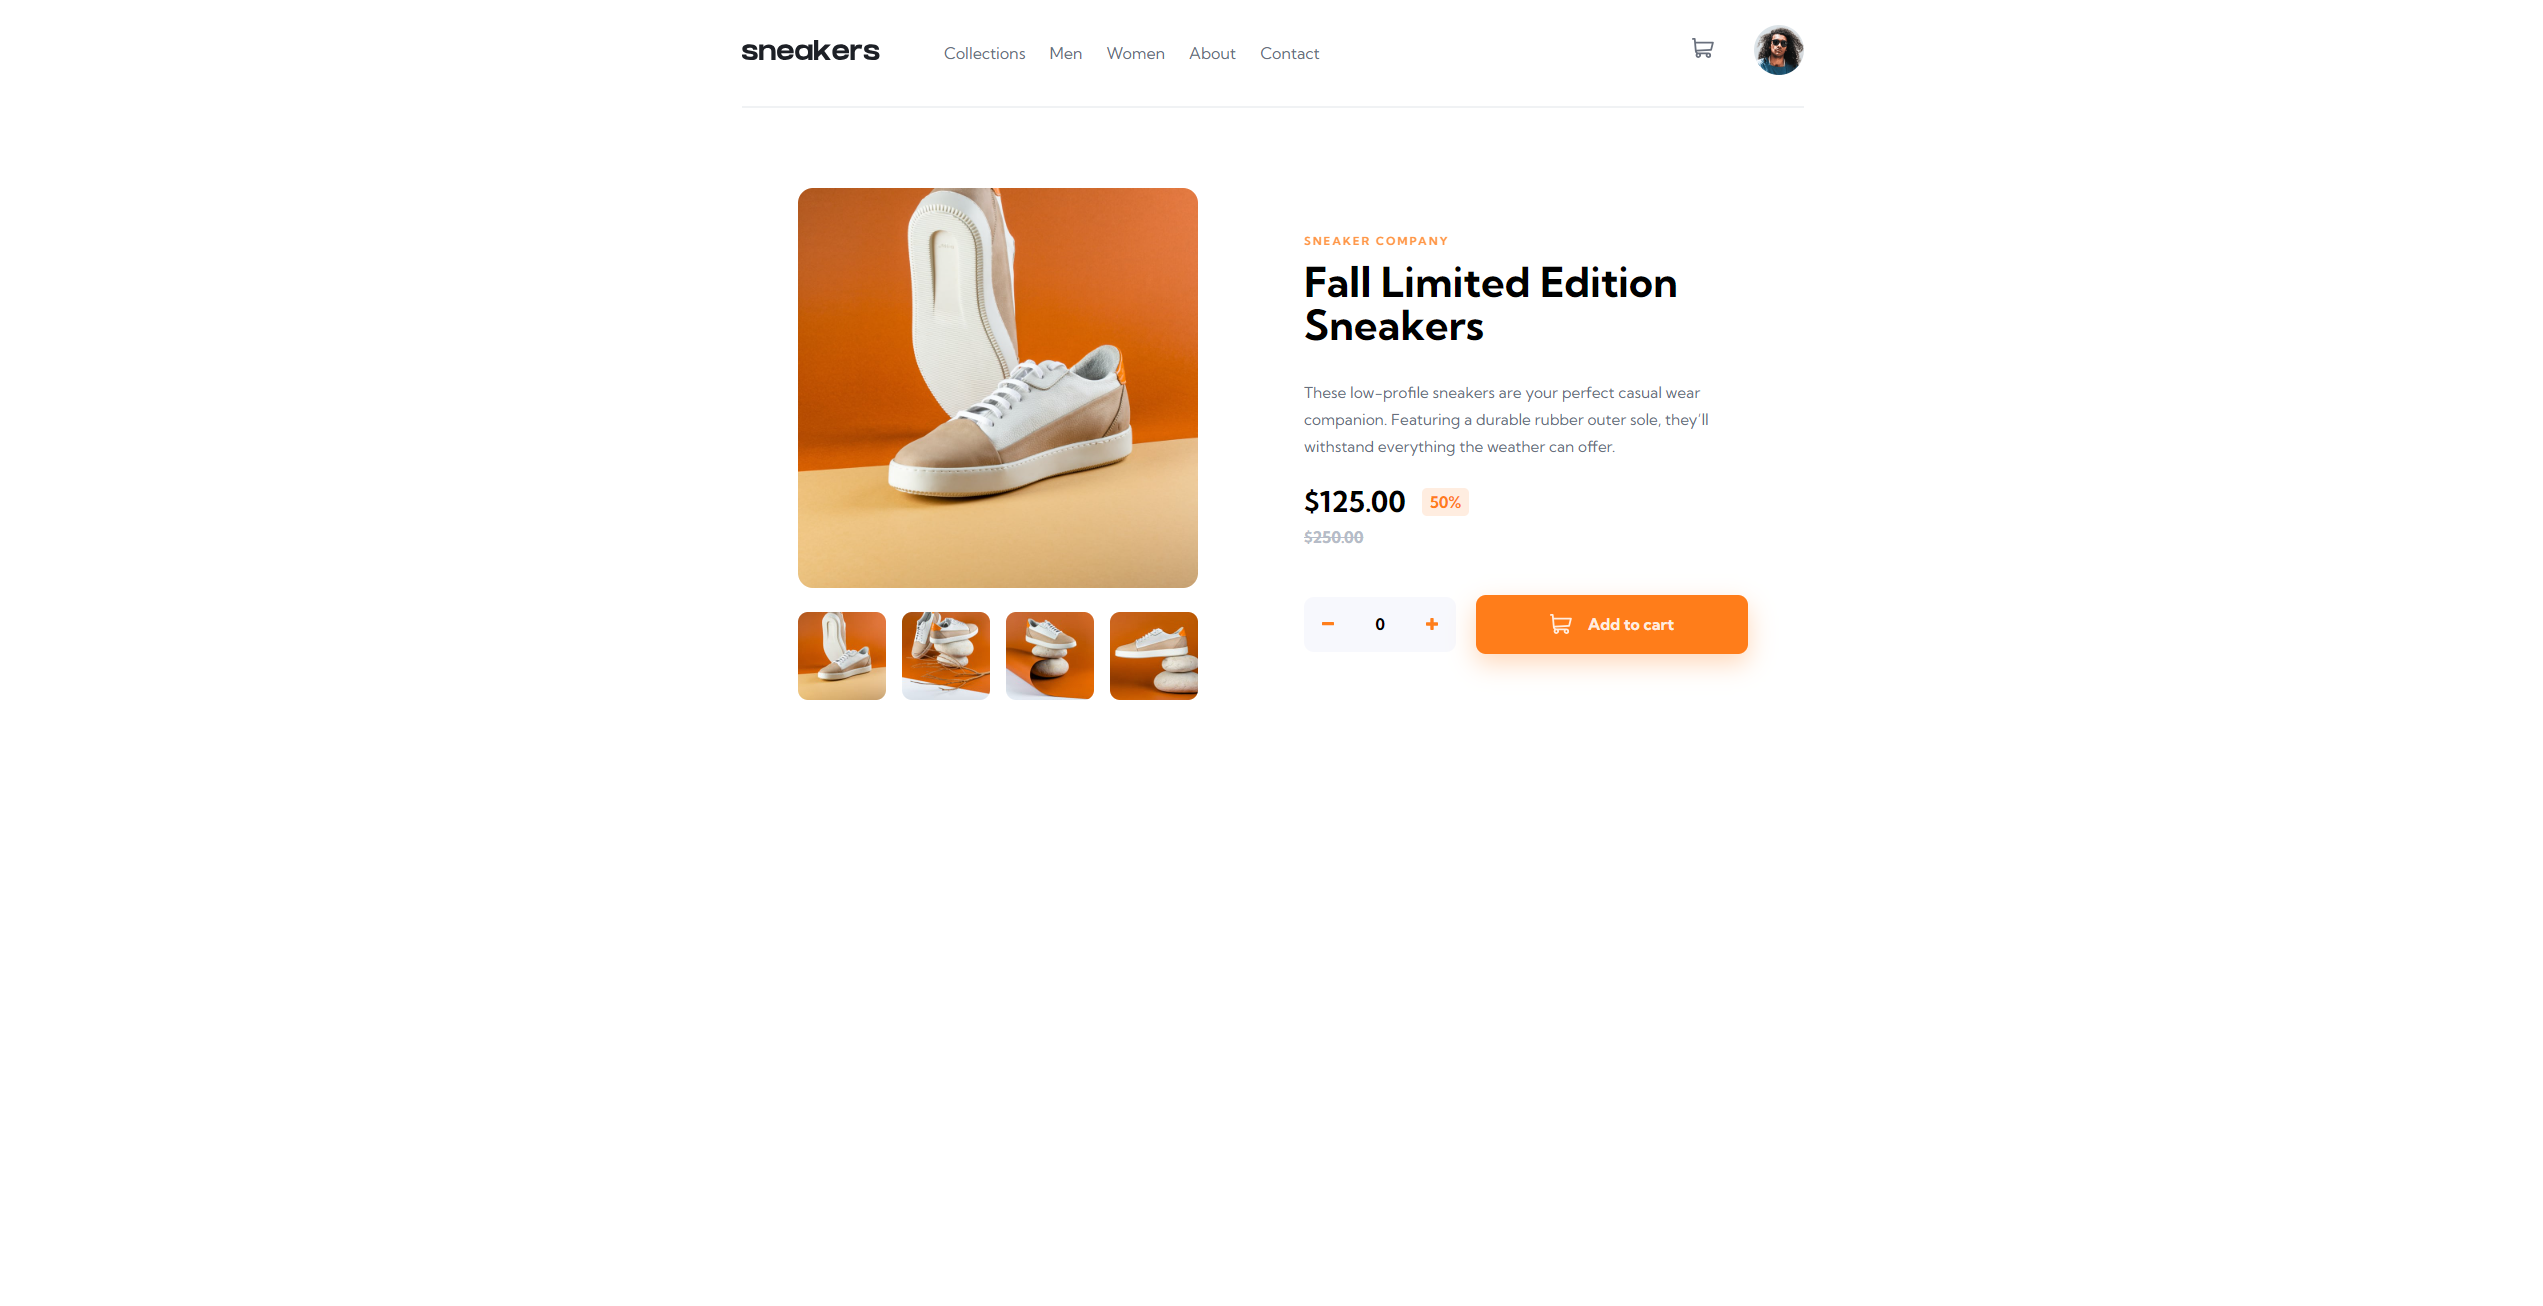 sneakers
Collections Men Women About Contact
SNEAKER COMPANY
Fall Limited Edition
Sneakers
These low-profile sneakers are your perfect casual wear
companion. Featuring a durable rubber outer sole, they’ll
withstand everything the weather can offer.
$125.00 50%
$250.00
0 Add to cart